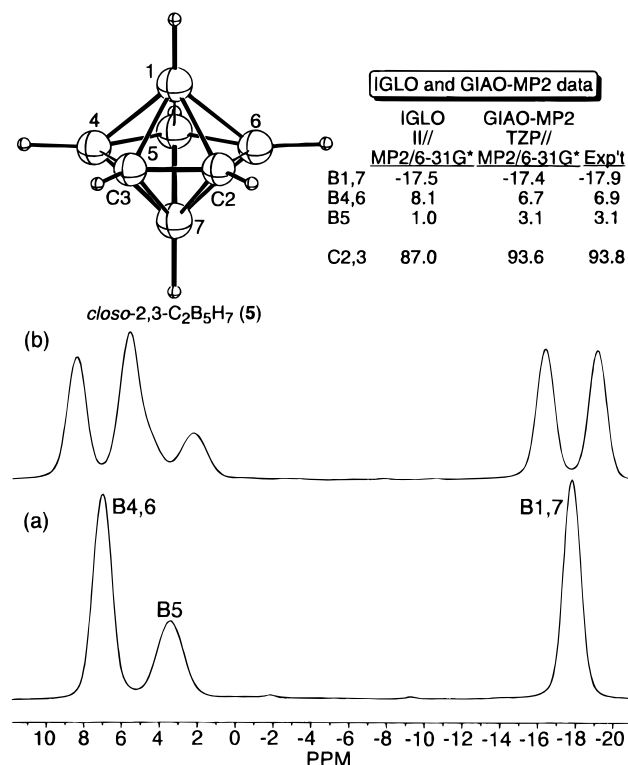 1
4
6
5
C3
C2
7
closo-2,3-C₂B₅H₇ (5)
IGLO and GIAO-MP2 data
IGLO GIAO-MP2
II// TZP//
MP2/6-31G* MP2/6-31G* Exp't
B1,7 -17.5 -17.4 -17.9
B4,6 8.1 6.7 6.9
B5 1.0 3.1 3.1
C2,3 87.0 93.6 93.8
(b)
(a)
B4,6
B5
B1,7
10 8 6 4 2 0 -2 -4 -6 -8 -10 -12 -14 -16 -18 -20
PPM